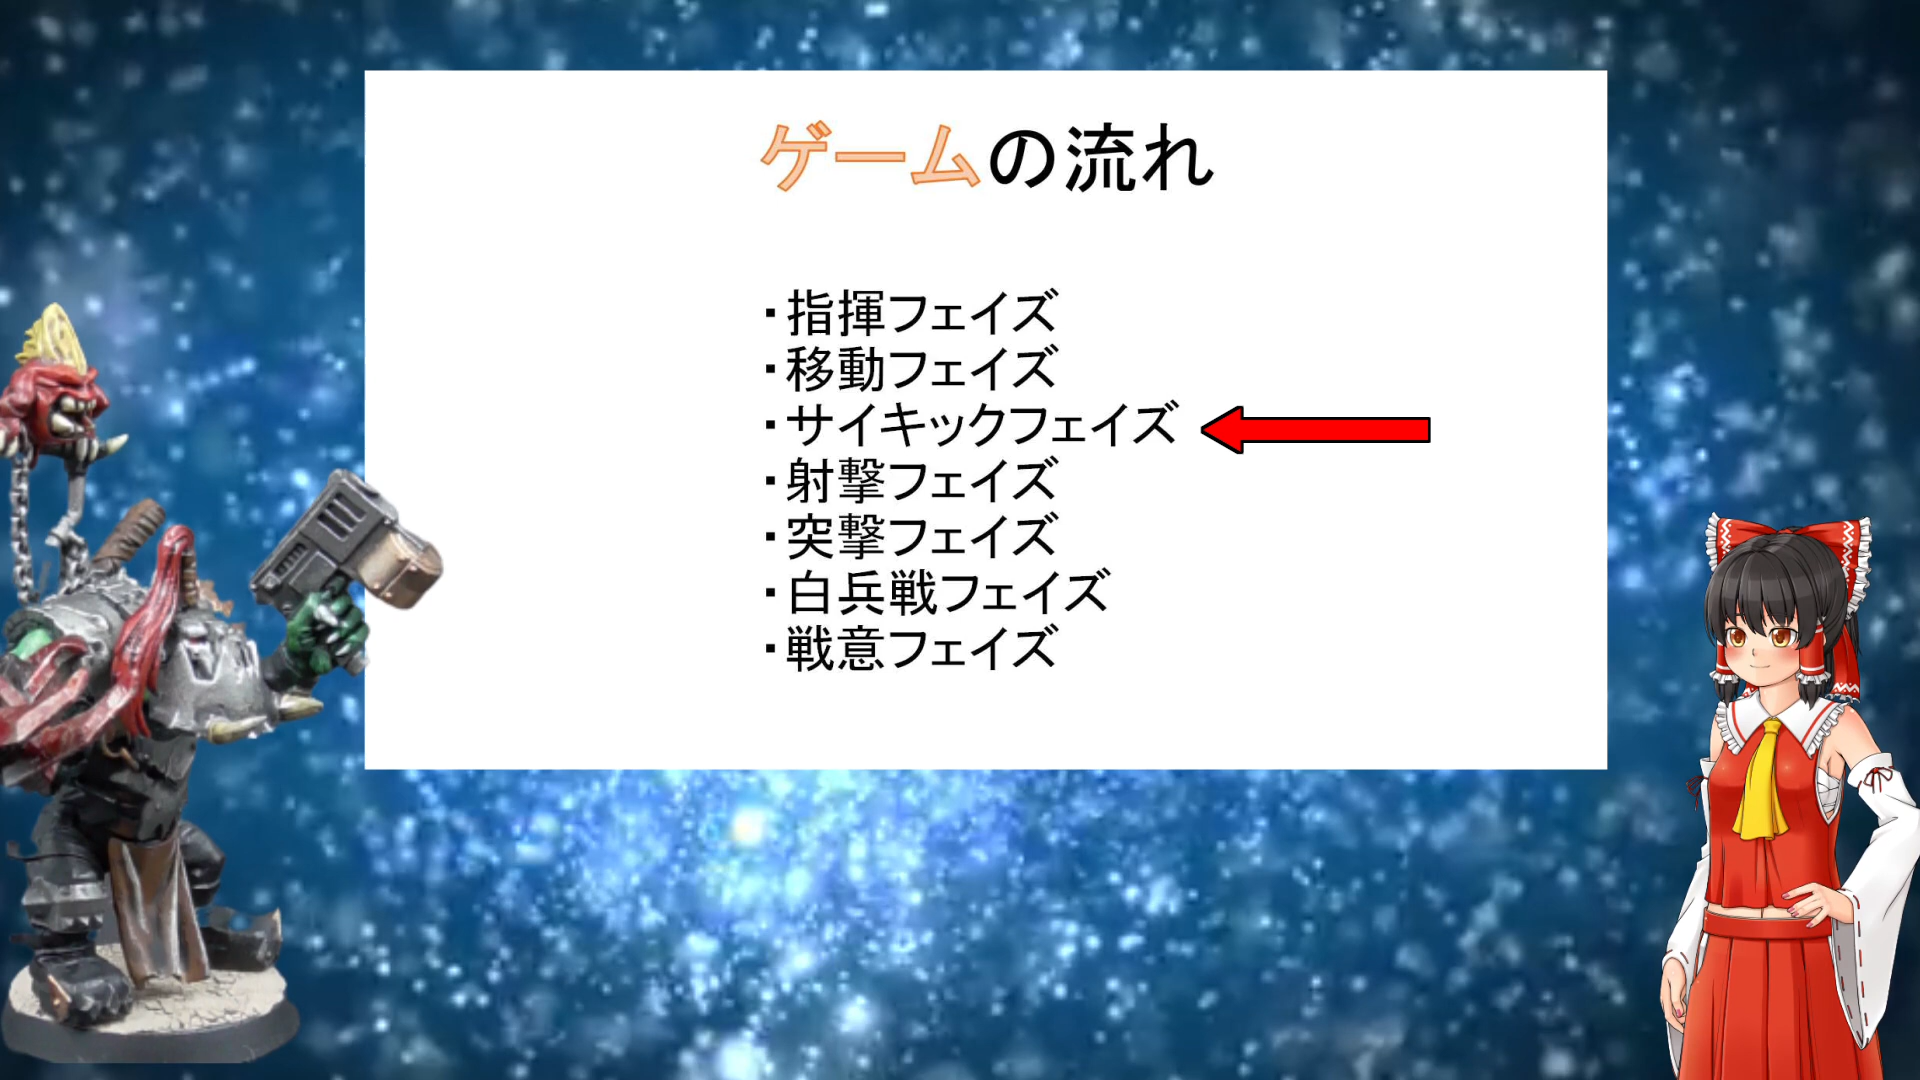 ゲームの流れ
・指揮フェイズ
・移動フェイズ
・サイキックフェイズ
・射撃フェイズ
・突撃フェイズ
・白兵戦フェイズ
・戦意フェイズ